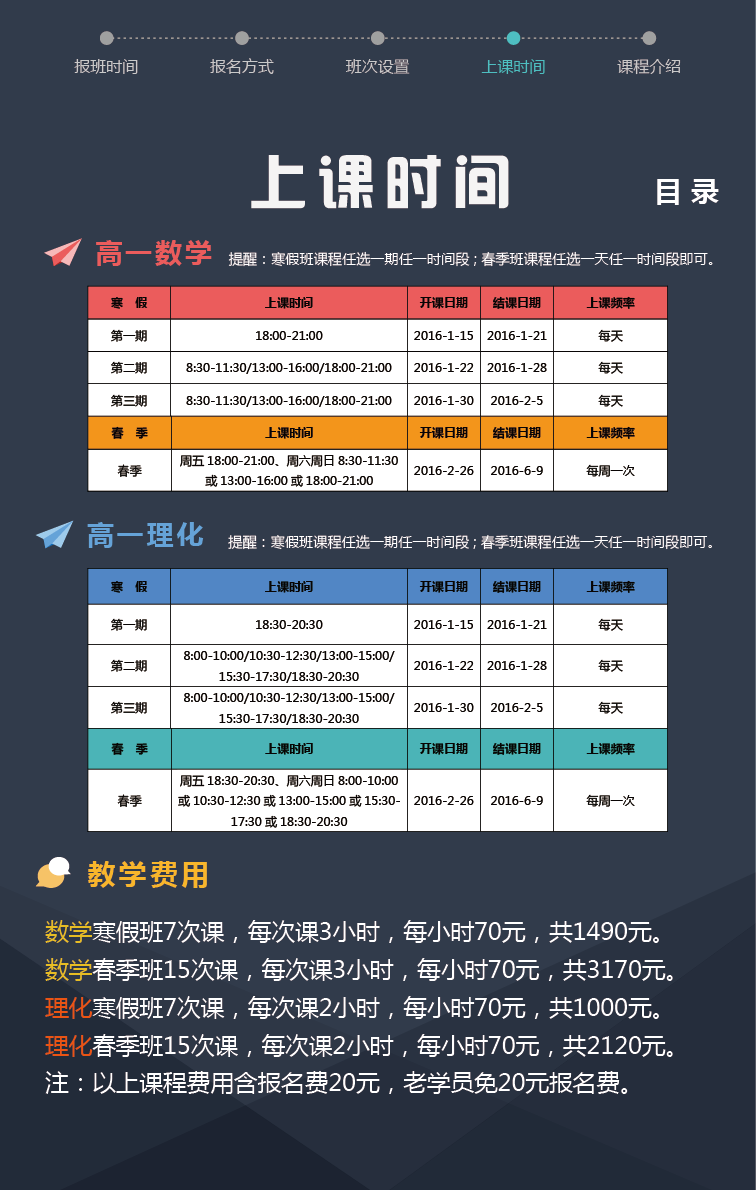 报班时间 报名方式 班次设置 上课时间 课程介绍
上课时间
目录
高一数学 提醒：寒假班课程任选一期任一时间段；春季班课程任选一天任一时间段即可。
寒 假 上课时间 开课日期 结课日期 上课频率
第一期 18:00-21:00 2016-1-15 2016-1-21 每天
第二期 8:30-11:30/13:00-16:00/18:00-21:00 2016-1-22 2016-1-28 每天
第三期 8:30-11:30/13:00-16:00/18:00-21:00 2016-1-30 2016-2-5 每天
春 季 上课时间 开课日期 结课日期 上课频率
春季 周五 18:00-21:00、周六周日 8:30-11:30
或 13:00-16:00 或 18:00-21:00 2016-2-26 2016-6-9 每周一次
高一理化 提醒：寒假班课程任选一期任一时间段；春季班课程任选一天任一时间段即可。
寒 假 上课时间 开课日期 结课日期 上课频率
第一期 18:30-20:30 2016-1-15 2016-1-21 每天
第二期 8:00-10:00/10:30-12:30/13:00-15:00/
15:30-17:30/18:30-20:30 2016-1-22 2016-1-28 每天
第三期 8:00-10:00/10:30-12:30/13:00-15:00/
15:30-17:30/18:30-20:30 2016-1-30 2016-2-5 每天
春 季 上课时间 开课日期 结课日期 上课频率
春季 周五 18:30-20:30、周六周日 8:00-10:00
或 10:30-12:30 或 13:00-15:00 或 15:30-
17:30 或 18:30-20:30 2016-2-26 2016-6-9 每周一次
教学费用
数学寒假班7次课，每次课3小时，每小时70元，共1490元。
数学春季班15次课，每次课3小时，每小时70元，共3170元。
理化寒假班7次课，每次课2小时，每小时70元，共1000元。
理化春季班15次课，每次课2小时，每小时70元，共2120元。
注：以上课程费用含报名费20元，老学员免20元报名费。